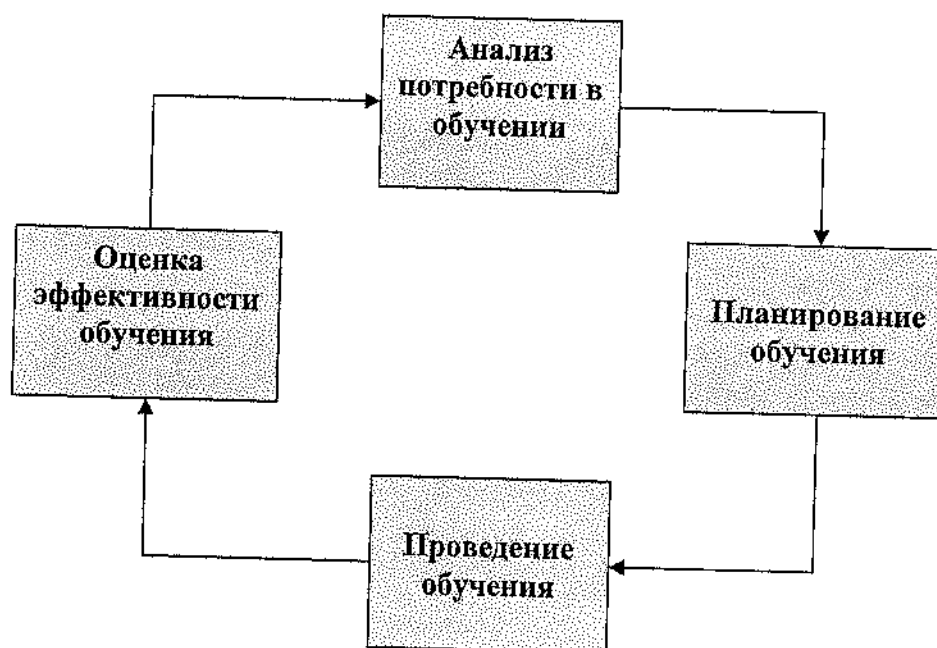 Анализ
потребности в
обучении
Оценка
эффективности
обучения
Планирование
обучения
Проведение
обучения